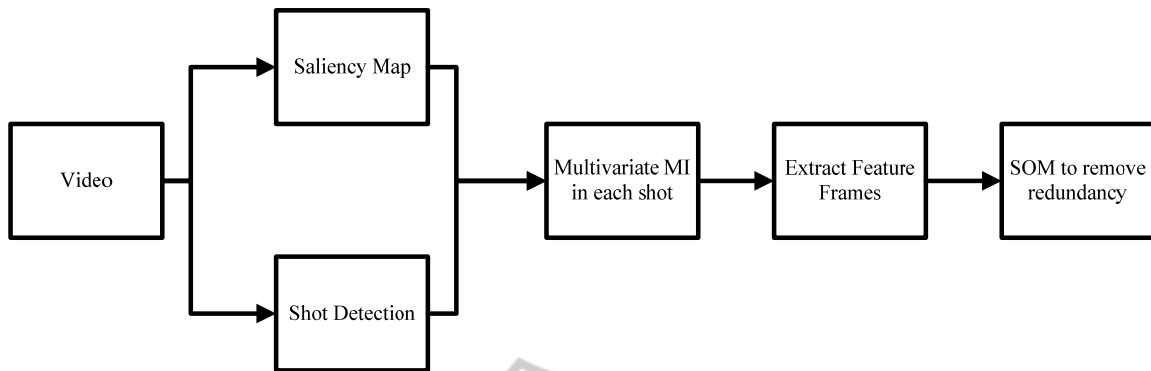 Saliency Map
Video
Multivariate MI
in each shot
Extract Feature
Frames
SOM to remove
redundancy
Shot Detection